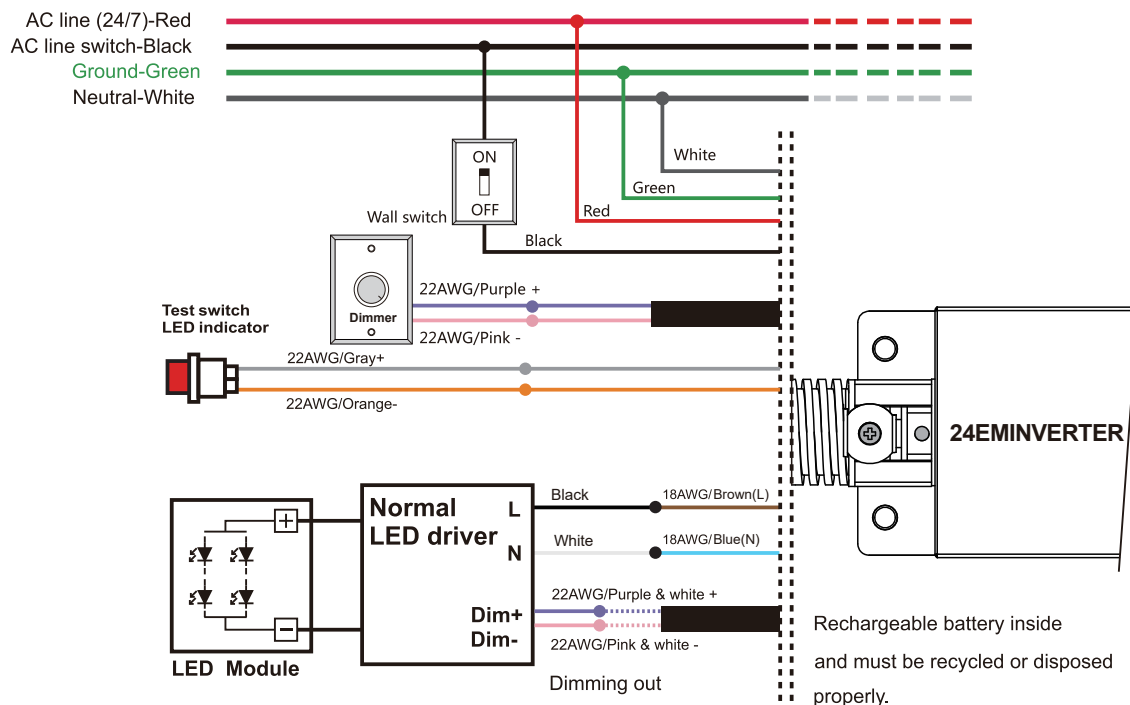 AC line (24/7)-Red
AC line switch-Black
Ground-Green
Neutral-White
White
Green
Red
Black
ON
OFF
Wall switch
Dimmer
22AWG/Purple +
22AWG/Pink -
Test switch
LED indicator
22AWG/Gray+
22AWG/Orange-
24EMINVERTER
Normal
LED driver
L
N
Dim+
Dim-
Black
18AWG/Brown(L)
White
18AWG/Blue(N)
22AWG/Purple & white +
22AWG/Pink & white -
+
−
LED Module
Dimming out
Rechargeable battery inside
and must be recycled or disposed
properly.